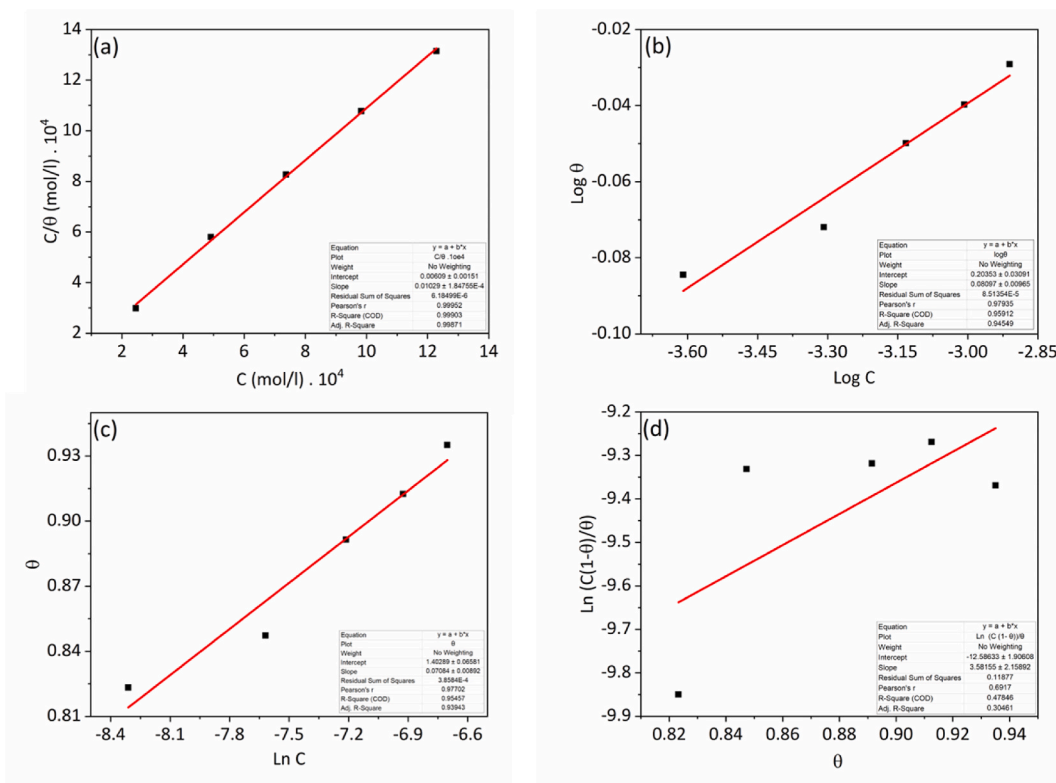 (a)
14
12
10
8
6
4
2
C/θ (mol/l) . 10⁴
2 4 6 8 10 12 14
C (mol/l) . 10⁴
Equation y = a + b*x
Plot C/θ .1oe4
Weight No Weighting
Intercept 0.00609 ± 0.00151
Slope 0.01029 ± 1.84755E-4
Residual Sum of Squares 6.18499E-6
Pearson's r 0.99952
R-Square (COD) 0.99903
Adj. R-Square 0.99871
(b)
-0.02
-0.04
-0.06
-0.08
-0.10
Log θ
-3.60 -3.45 -3.30 -3.15 -3.00 -2.85
Log C
Equation y = a + b*x
Plot logθ
Weight No Weighting
Intercept 0.20353 ± 0.03091
Slope 0.08097 ± 0.00965
Residual Sum of Squares 8.51354E-5
Pearson's r 0.97935
R-Square (COD) 0.95912
Adj. R-Square 0.94549
(c)
0.93
0.90
0.87
0.84
0.81
θ
-8.4 -8.1 -7.8 -7.5 -7.2 -6.9 -6.6
Ln C
Equation y = a + b*x
Plot θ
Weight No Weighting
Intercept 1.40289 ± 0.06581
Slope 0.07084 ± 0.00892
Residual Sum of Squares 3.8584E-4
Pearson's r 0.97702
R-Square (COD) 0.95457
Adj. R-Square 0.93943
(d)
-9.2
-9.3
-9.4
-9.5
-9.6
-9.7
-9.8
-9.9
Ln (C(1-θ)/θ)
0.82 0.84 0.86 0.88 0.90 0.92 0.94
θ
Equation y = a + b*x
Plot Ln (C (1- θ))/θ
Weight No Weighting
Intercept -12.58633 ± 1.90608
Slope 3.58155 ± 2.15892
Residual Sum of Squares 0.11877
Pearson's r 0.6917
R-Square (COD) 0.47846
Adj. R-Square 0.30461